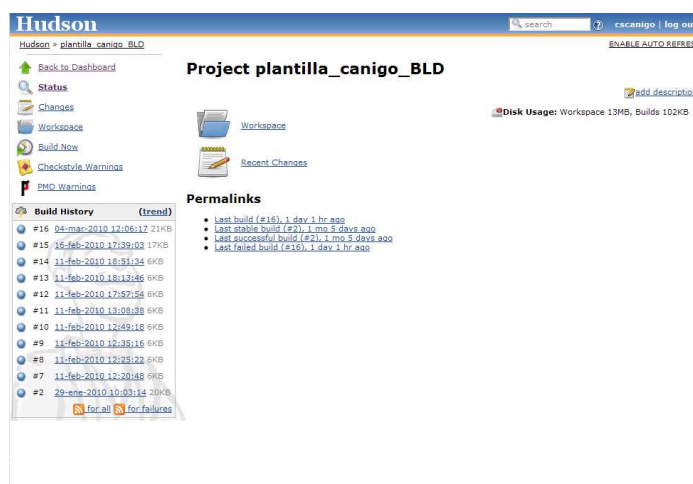 Hudson
search
cscanigo | log ou
Hudson » plantilla_canigo_BLD
ENABLE AUTO REFRES
Back to Dashboard
Status
Changes
Workspace
Build Now
Checkstyle Warnings
PMD Warnings
Project plantilla_canigo_BLD
add descriptio
Disk Usage: Workspace 13MB, Builds 102KB
Workspace
Recent Changes
Permalinks
Last build (#16), 1 day 1 hr ago
Last stable build (#2), 1 mo 5 days ago
Last successful build (#2), 1 mo 5 days ago
Last failed build (#16), 1 day 1 hr ago
Build History (trend)
#16 04-mar-2010 12:06:17 21KB
#15 16-feb-2010 17:39:03 17KB
#14 11-feb-2010 18:51:34 6KB
#13 11-feb-2010 18:13:46 6KB
#12 11-feb-2010 17:57:54 6KB
#11 11-feb-2010 13:08:38 6KB
#10 11-feb-2010 12:49:18 6KB
#9 11-feb-2010 12:35:16 6KB
#8 11-feb-2010 12:25:22 6KB
#7 11-feb-2010 12:20:48 6KB
#2 29-ene-2010 10:03:14 20KB
for all for failures